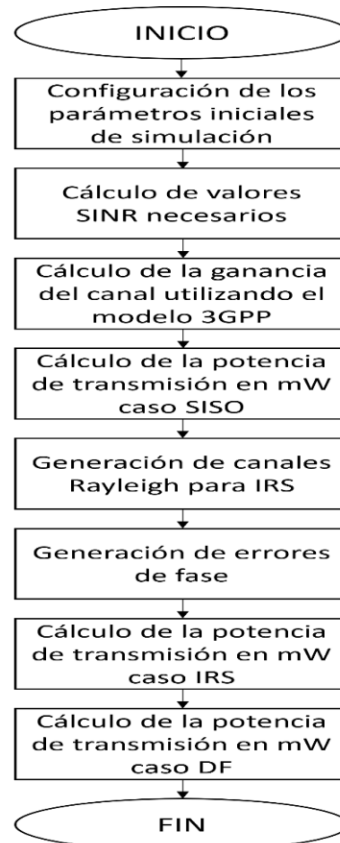 INICIO
Configuración de los
parámetros iniciales
de simulación
Cálculo de valores
SINR necesarios
Cálculo de la ganancia
del canal utilizando el
modelo 3GPP
Cálculo de la potencia
de transmisión en mW
caso SISO
Generación de canales
Rayleigh para IRS
Generación de errores
de fase
Cálculo de la potencia
de transmisión en mW
caso IRS
Cálculo de la potencia
de transmisión en mW
caso DF
FIN